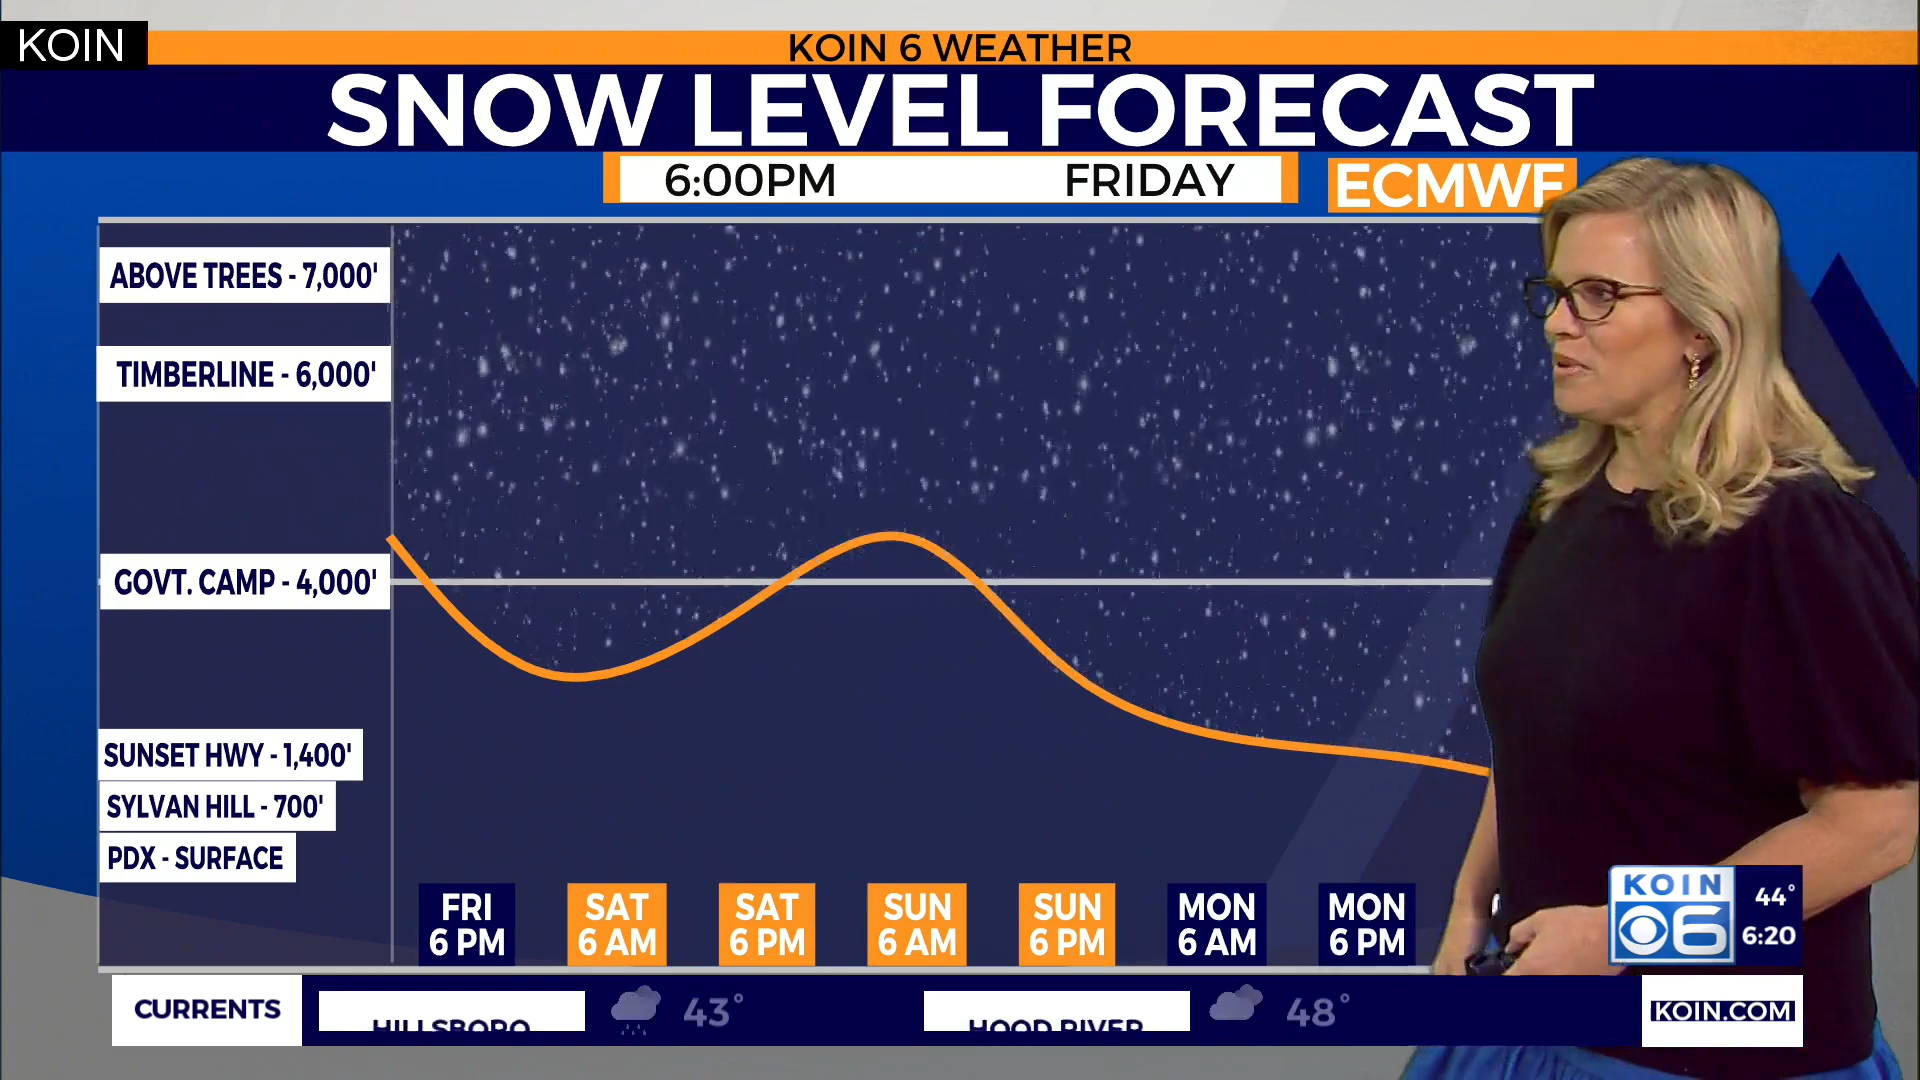 KOIN
KOIN 6 WEATHER
SNOW LEVEL FORECAST
6:00PM FRIDAY ECMWF
ABOVE TREES - 7,000'
TIMBERLINE - 6,000'
GOVT. CAMP - 4,000'
SUNSET HWY - 1,400'
SYLVAN HILL - 700'
PDX - SURFACE
FRI 6 PM
SAT 6 AM
SAT 6 PM
SUN 6 AM
SUN 6 PM
MON 6 AM
MON 6 PM
KOIN 6
44°
6:20
CURRENTS
HILLSBORO 43°
HOOD RIVER 48°
KOIN.COM